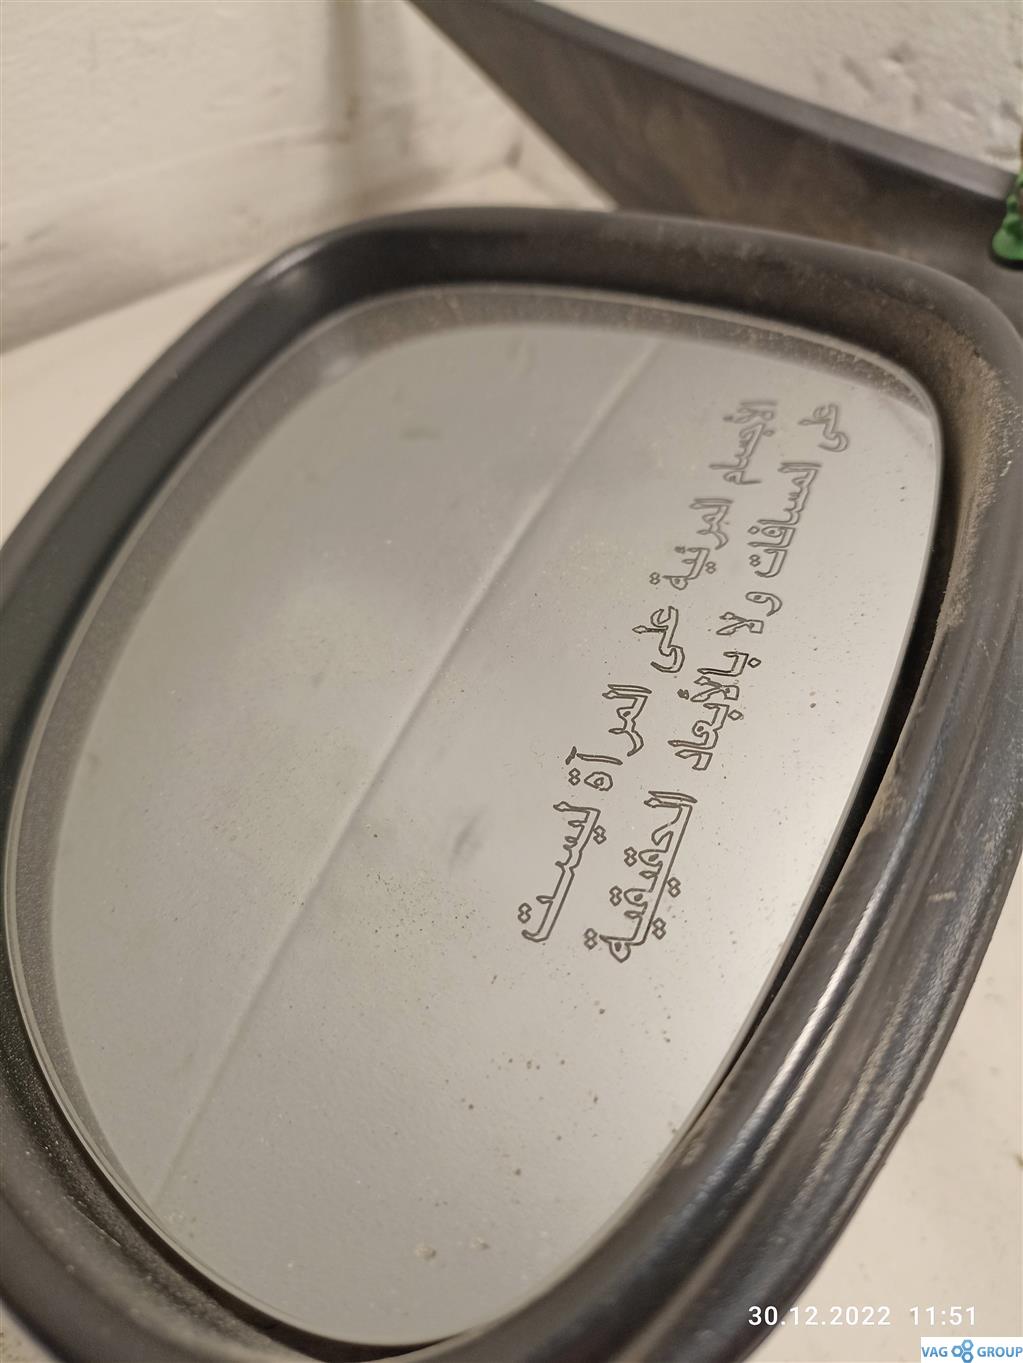 الأجسام المرئية على المرآة ليست
على المسافات و لا بالأبعاد الحقيقية
30.12.2022 11:51
VAG GROUP